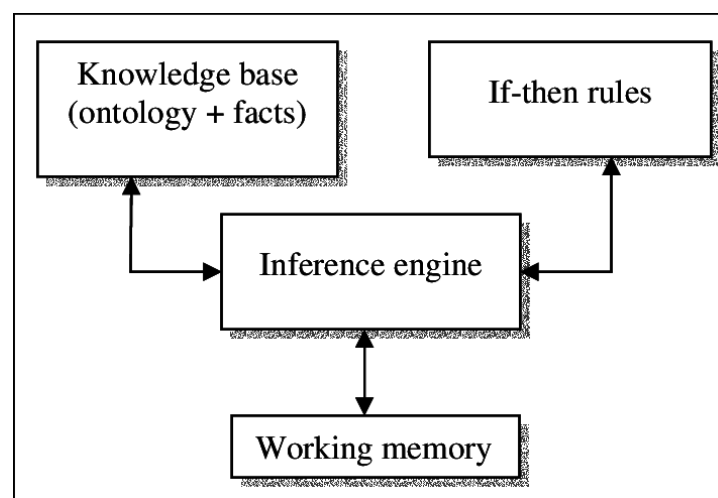 Knowledge base
(ontology + facts)
If-then rules
Inference engine
Working memory